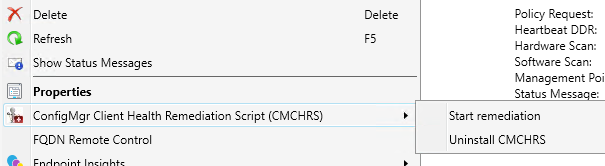 Delete Delete
Refresh F5
Show Status Messages
Properties
ConfigMgr Client Health Remediation Script (CMCHRS)
FQDN Remote Control
Endpoint Insights
Policy Request:
Heartbeat DDR:
Hardware Scan:
Software Scan:
Management Poi
Status Message:
Start remediation
Uninstall CMCHRS